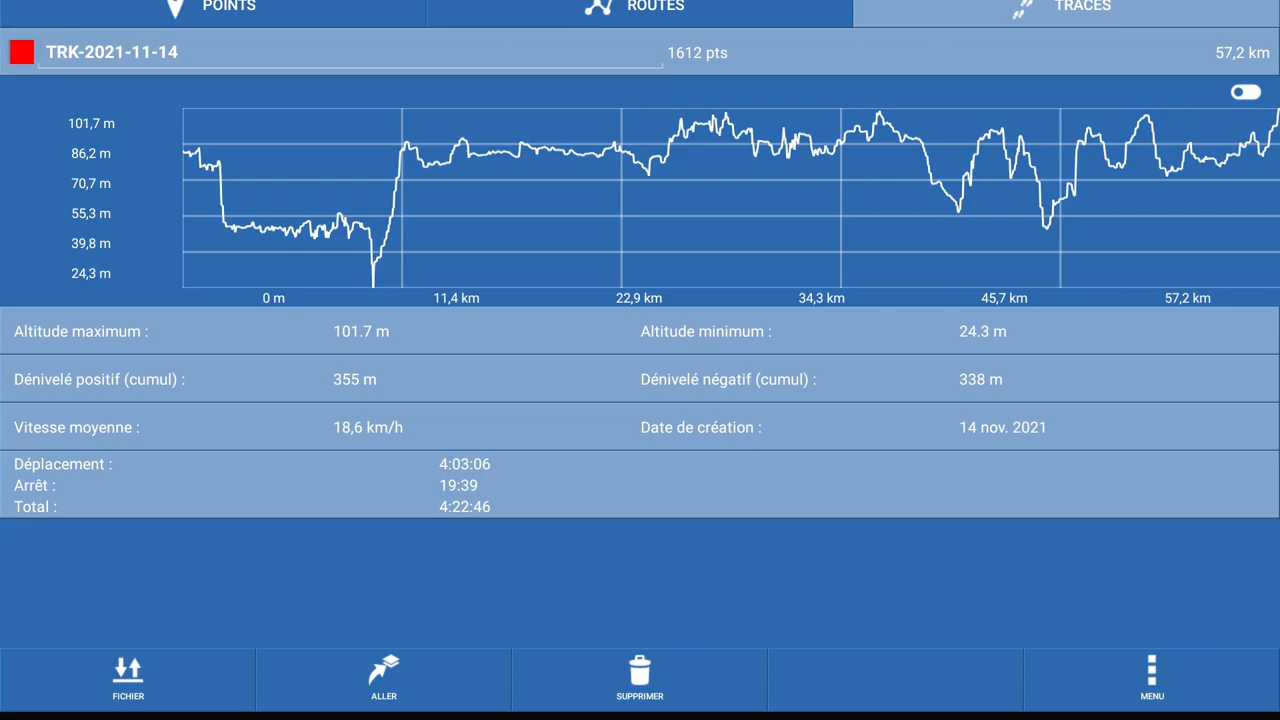 POINTS
ROUTES
TRACES
TRK-2021-11-14
1612 pts
57,2 km
101,7 m
86,2 m
70,7 m
55,3 m
39,8 m
24,3 m
0 m
11,4 km
22,9 km
34,3 km
45,7 km
57,2 km
Altitude maximum :
101.7 m
Altitude minimum :
24.3 m
Dénivelé positif (cumul) :
355 m
Dénivelé négatif (cumul) :
338 m
Vitesse moyenne :
18,6 km/h
Date de création :
14 nov. 2021
Déplacement :
4:03:06
Arrêt :
19:39
Total :
4:22:46
FICHIER
ALLER
SUPPRIMER
MENU